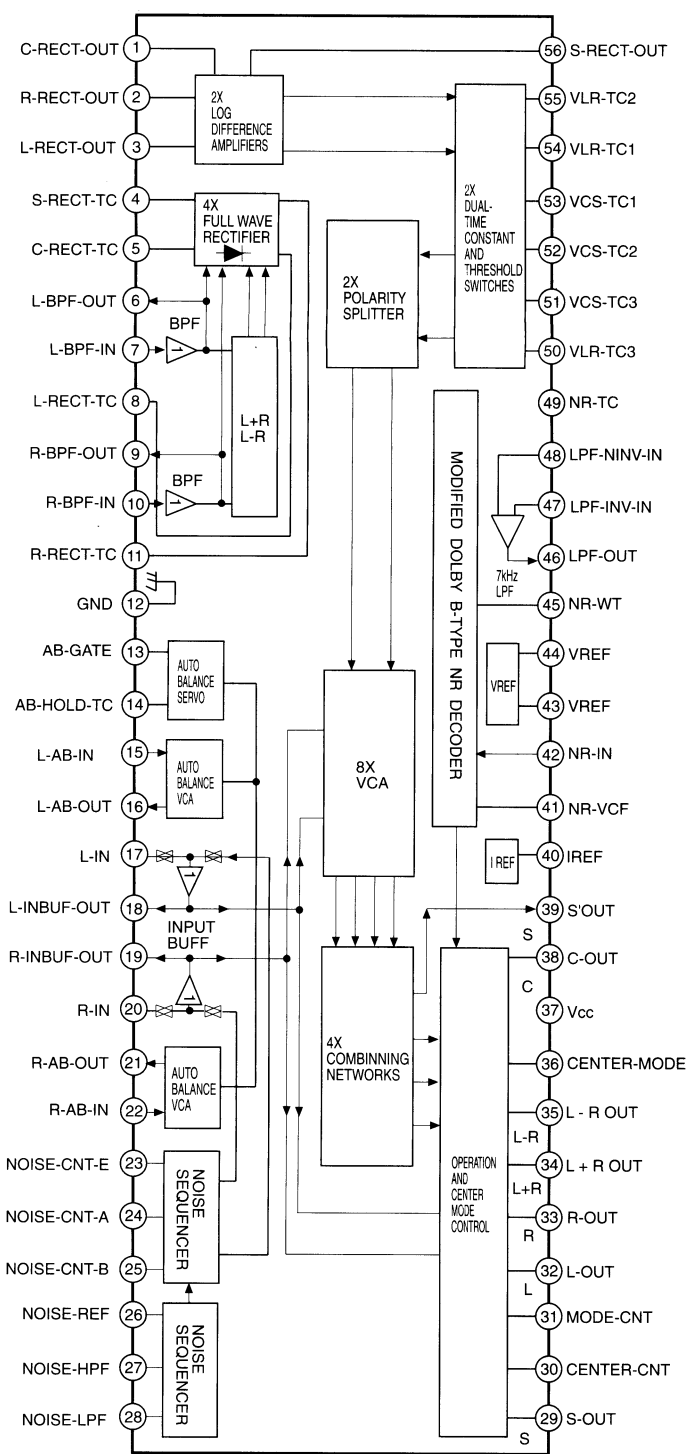 C-RECT-OUT 1
R-RECT-OUT 2
L-RECT-OUT 3
S-RECT-TC 4
C-RECT-TC 5
L-BPF-OUT 6
L-BPF-IN 7
L-RECT-TC 8
R-BPF-OUT 9
R-BPF-IN 10
R-RECT-TC 11
GND 12
AB-GATE 13
AB-HOLD-TC 14
L-AB-IN 15
L-AB-OUT 16
L-IN 17
L-INBUF-OUT 18
R-INBUF-OUT 19
R-IN 20
R-AB-OUT 21
R-AB-IN 22
NOISE-CNT-E 23
NOISE-CNT-A 24
NOISE-CNT-B 25
NOISE-REF 26
NOISE-HPF 27
NOISE-LPF 28
2X
LOG
DIFFERENCE
AMPLIFIERS
4X
FULL WAVE
RECTIFIER
BPF
1
L+R
L-R
BPF
1
AUTO
BALANCE
SERVO
AUTO
BALANCE
VCA
1
INPUT
BUFF
1
AUTO
BALANCE
VCA
NOISE
SEQUENCER
NOISE
SEQUENCER
2X
POLARITY
SPLITTER
8X
VCA
4X
COMBINNING
NETWORKS
2X
DUAL-
TIME
CONSTANT
AND
THRESHOLD
SWITCHES
MODIFIED DOLBY B-TYPE NR DECODER
7kHz
LPF
VREF
I REF
OPERATION
AND
CENTER
MODE
CONTROL
56 S-RECT-OUT
55 VLR-TC2
54 VLR-TC1
53 VCS-TC1
52 VCS-TC2
51 VCS-TC3
50 VLR-TC3
49 NR-TC
48 LPF-NINV-IN
47 LPF-INV-IN
46 LPF-OUT
45 NR-WT
44 VREF
43 VREF
42 NR-IN
41 NR-VCF
40 IREF
39 S'OUT
S
38 C-OUT
C
37 Vcc
36 CENTER-MODE
35 L - R OUT
L-R
34 L + R OUT
L+R
33 R-OUT
R
32 L-OUT
L
31 MODE-CNT
30 CENTER-CNT
29 S-OUT
S